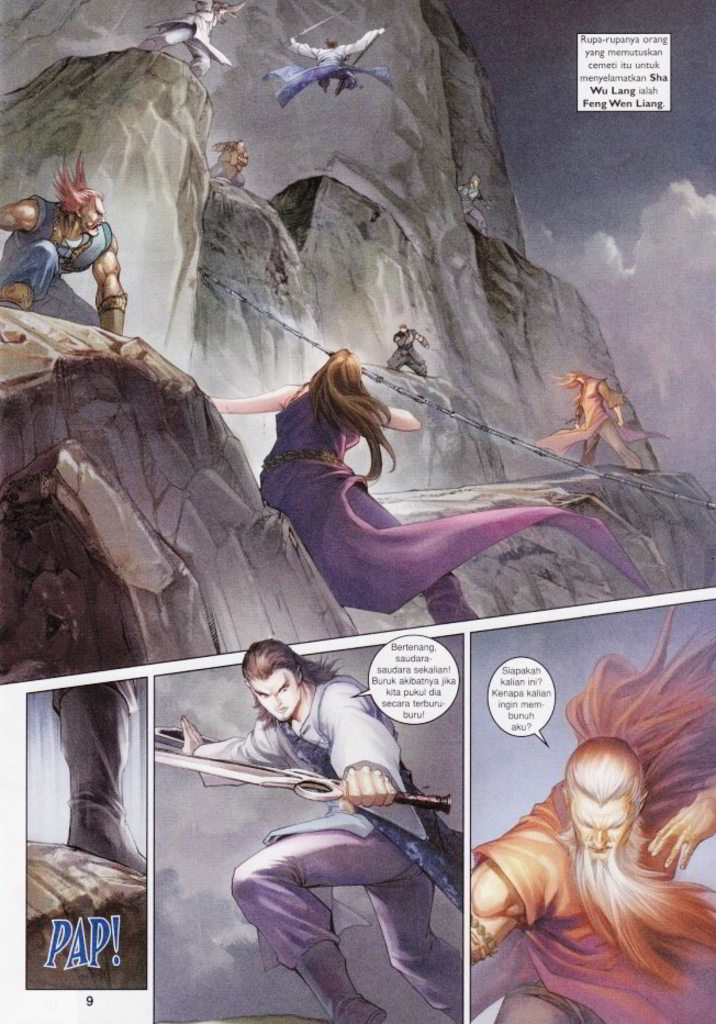 Rupa-rupanya orang
yang memutuskan
cemeti itu untuk
menyelamatkan Sha
Wu Lang ialah
Feng Wen Liang.
Bertenang,
saudara-
saudara sekalian!
Buruk akibatnya jika
kita pukul dia
secara terburu-
buru!
Siapakah
kalian ini?
Kenapa kalian
ingin mem-
bunuh
aku?
PAP!
9